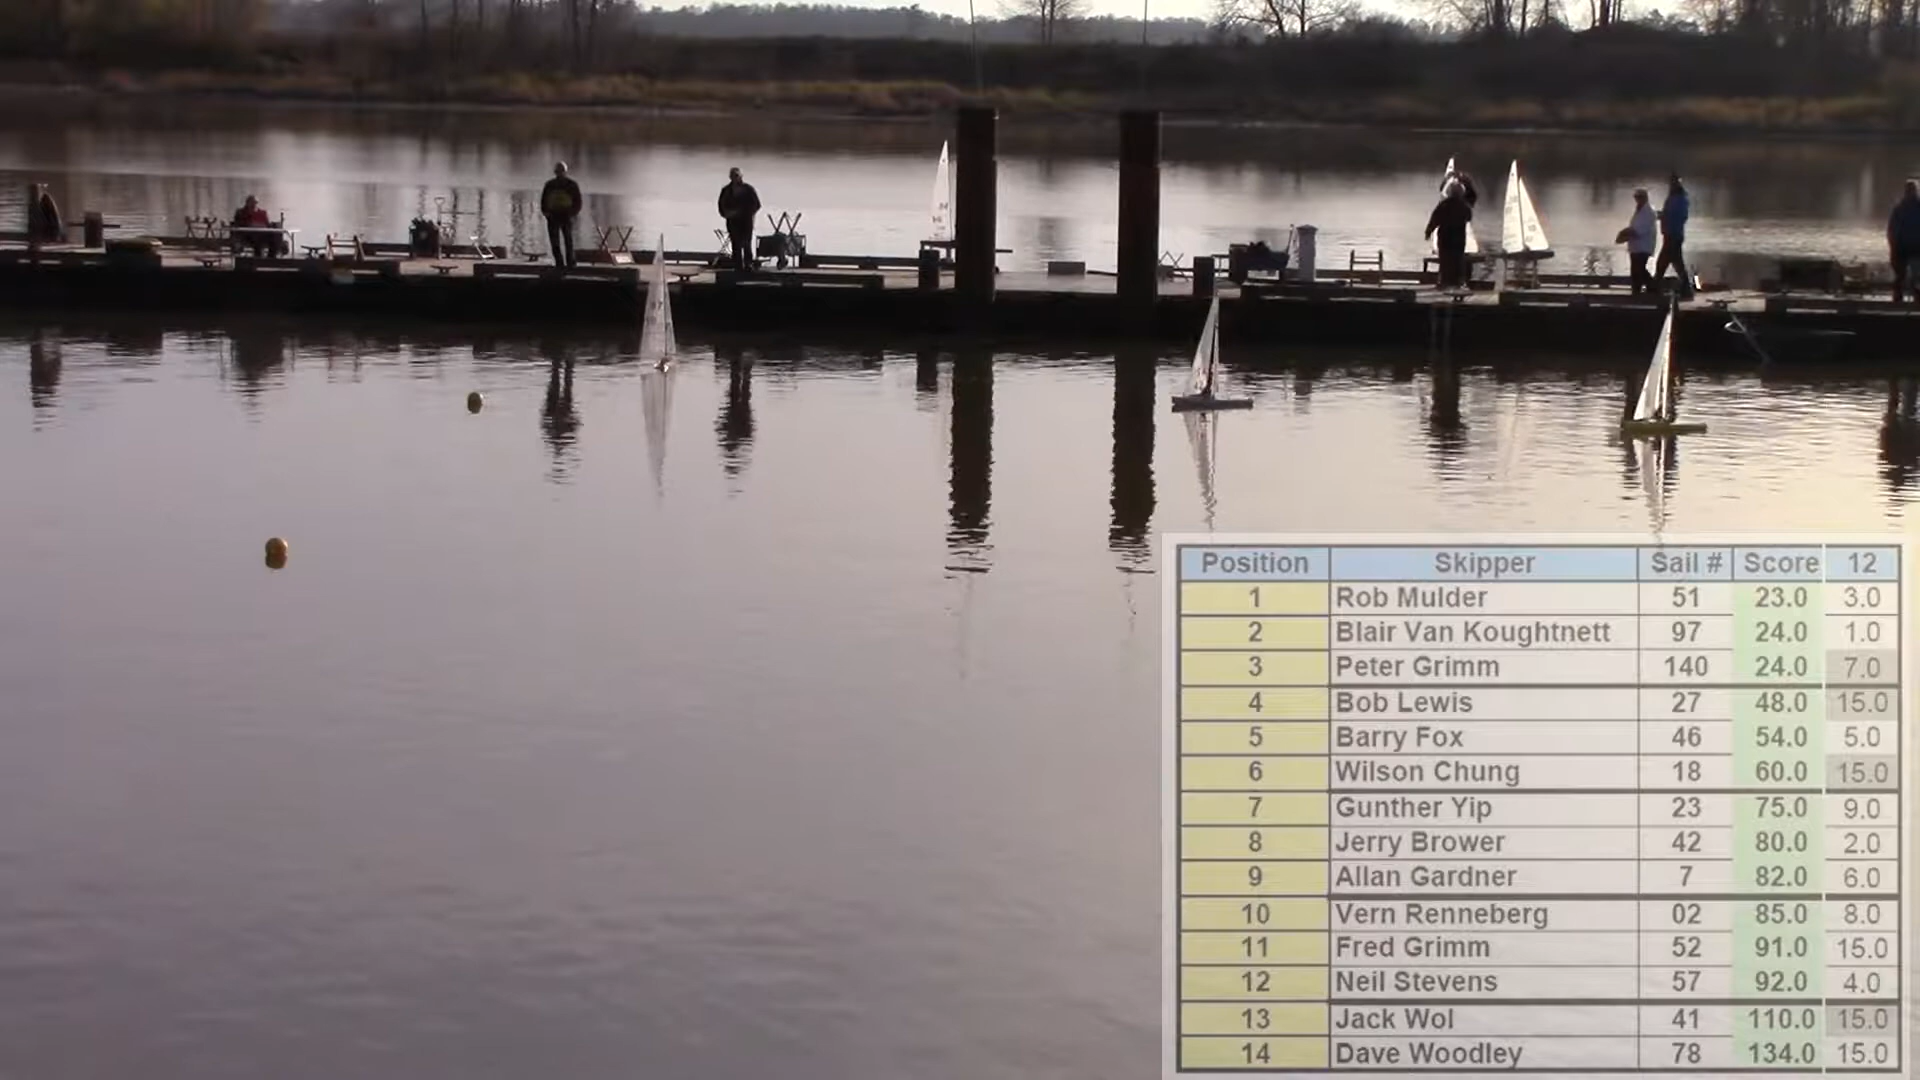 Position Skipper Sail # Score 12
1 Rob Mulder 51 23.0 3.0
2 Blair Van Koughtnett 97 24.0 1.0
3 Peter Grimm 140 24.0 7.0
4 Bob Lewis 27 48.0 15.0
5 Barry Fox 46 54.0 5.0
6 Wilson Chung 18 60.0 15.0
7 Gunther Yip 23 75.0 9.0
8 Jerry Brower 42 80.0 2.0
9 Allan Gardner 7 82.0 6.0
10 Vern Renneberg 02 85.0 8.0
11 Fred Grimm 52 91.0 15.0
12 Neil Stevens 57 92.0 4.0
13 Jack Wol 41 110.0 15.0
14 Dave Woodley 78 134.0 15.0